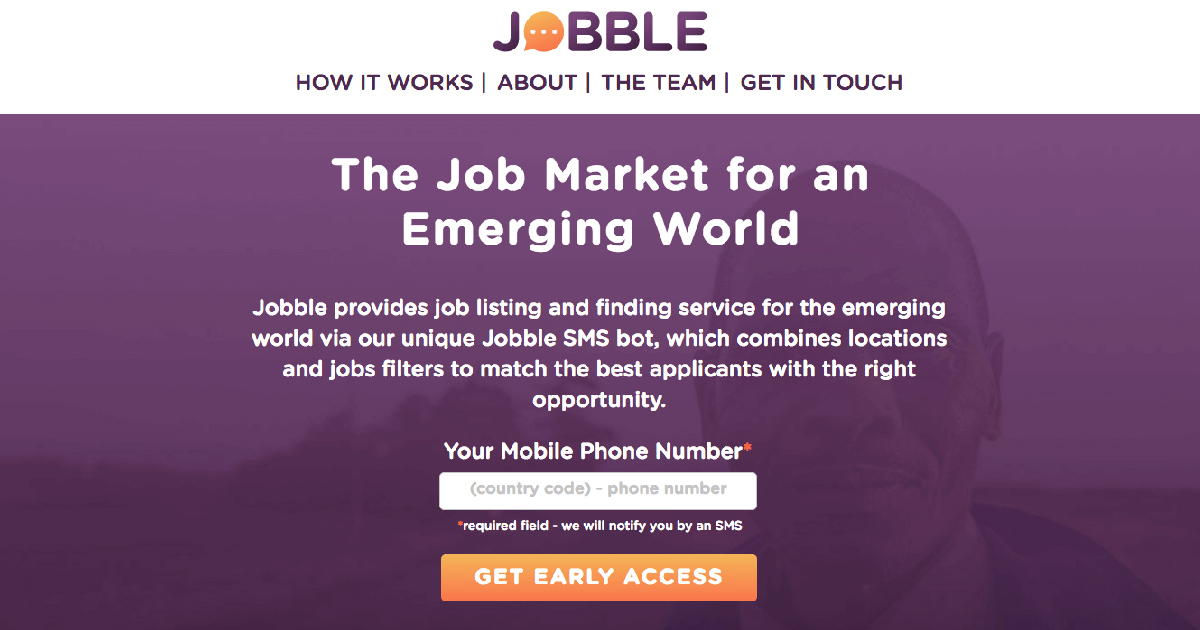 JOBBLE
HOW IT WORKS | ABOUT | THE TEAM | GET IN TOUCH
The Job Market for an
Emerging World
Jobble provides job listing and finding service for the emerging
world via our unique Jobble SMS bot, which combines locations
and jobs filters to match the best applicants with the right
opportunity.
Your Mobile Phone Number*
(country code) - phone number
*required field - we will notify you by an SMS
GET EARLY ACCESS